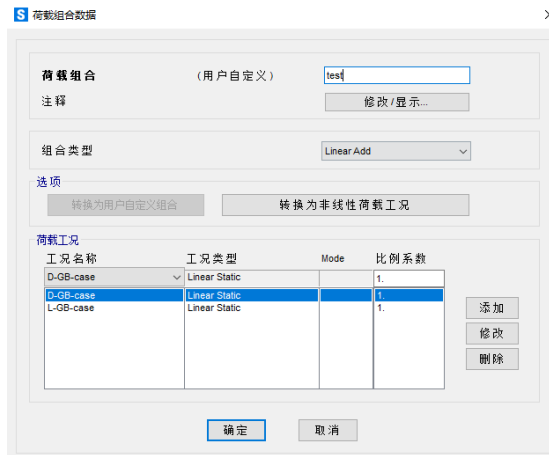 S 荷载组合数据
荷载组合 (用户自定义) test
注释 修改/显示...
组合类型 Linear Add
选项
转换为用户自定义组合 转换为非线性荷载工况
荷载工况
工况名称 工况类型 Mode 比例系数
D-GB-case Linear Static 1.
D-GB-case Linear Static 1.
L-GB-case Linear Static 1.
添加
修改
删除
确定 取消